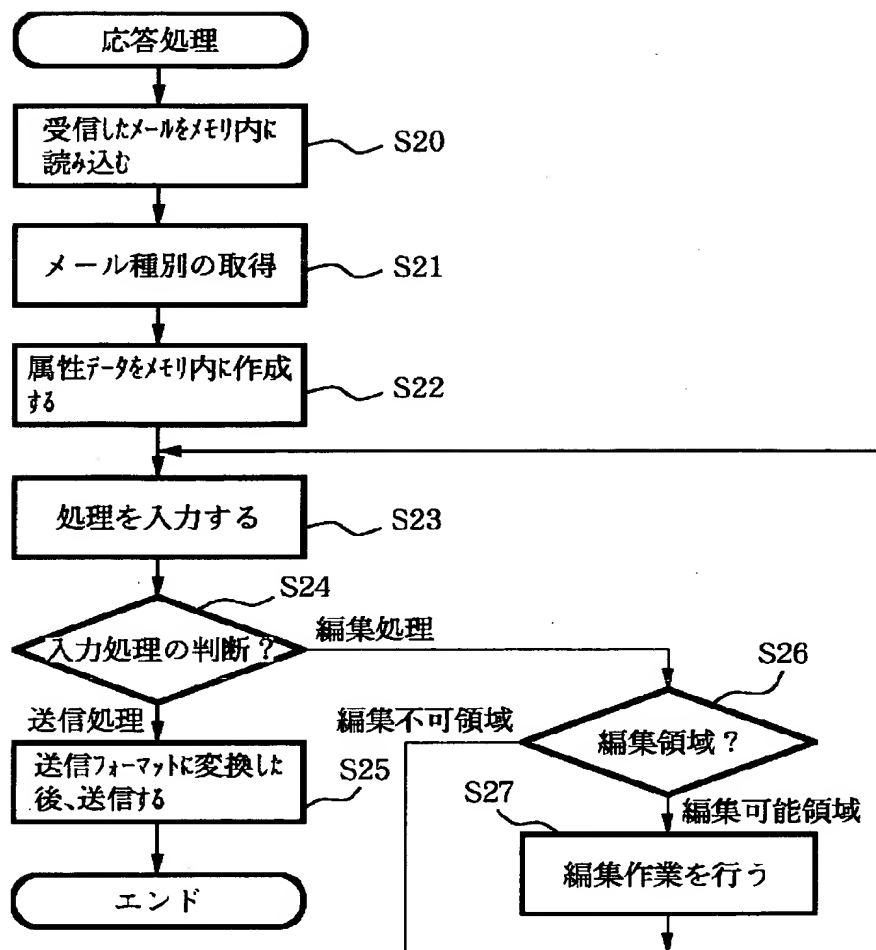 応答処理
受信したメールをメモリ内に
読み込む
S20
メール種別の取得
S21
属性データをメモリ内に作成
する
S22
処理を入力する
S23
S24
入力処理の判断?
編集処理
S26
送信処理
編集不可領域
編集領域?
送信フォーマットに変換した
後、送信する
S25
S27
編集可能領域
編集作業を行う
エンド